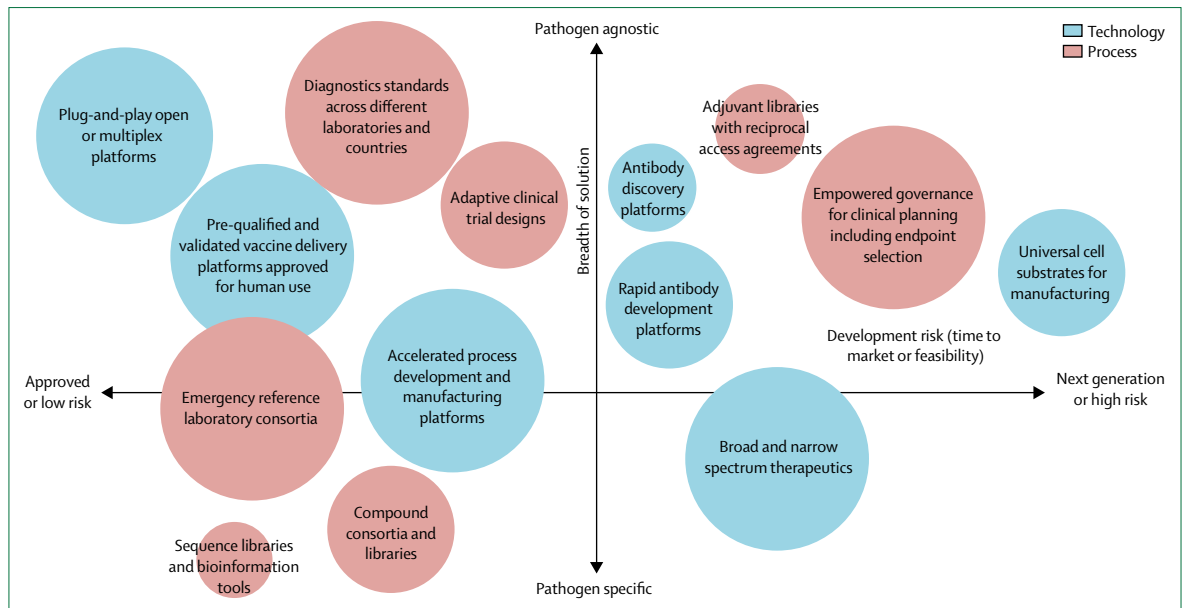 Pathogen agnostic
Technology
Process
Plug-and-play open
or multiplex
platforms
Diagnostics standards
across different
laboratories and
countries
Adaptive clinical
trial designs
Pre-qualified and
validated vaccine delivery
platforms approved
for human use
Breadth of solution
Adjuvant libraries
with reciprocal
access agreements
Antibody
discovery
platforms
Empowered governance
for clinical planning
including endpoint
selection
Universal cell
substrates for
manufacturing
Rapid antibody
development
platforms
Development risk (time to
market or feasibility)
Approved
or low risk
Next generation
or high risk
Emergency reference
laboratory consortia
Accelerated process
development and
manufacturing
platforms
Broad and narrow
spectrum therapeutics
Compound
consortia and
libraries
Sequence libraries
and bioinformation
tools
Pathogen specific